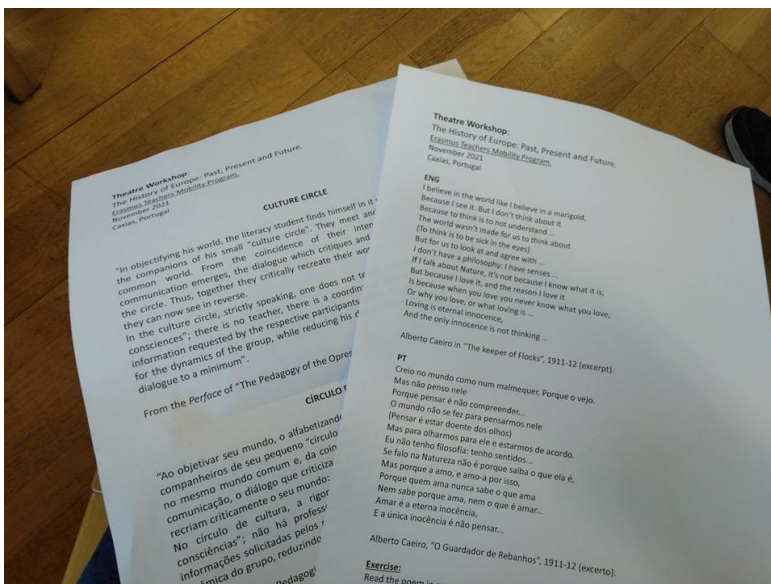 Theatre Workshop:
The History of Europe: Past, Present and Future.
Erasmus Teachers Mobility Program.
November 2021
Caxias, Portugal
CULTURE CIRCLE
"In objectifying his world, the literacy student finds himself in it
the companions of his small "culture circle". They meet
common world. From the coincidence of their
communication emerges, the dialogue which critiques and
the circle. Thus, together they critically recreate their
they can now see in reverse.
In the culture circle, strictly speaking, one does not
consciences"; there is no teacher, there is a
information requested by the respective participants
for the dynamics of the group, while reducing his
dialogue to a minimum".
From the Perface of "The Pedagogy of the
CÍRCULO
"Ao objetivar seu mundo, o
companheiros de seu pequeno "círculo
no mesmo mundo comum e, da
comunicação, o diálogo que
recriam criticamente o seu mundo:
No círculo de cultura, a rigor
consciências"; não há
informações solicitadas pelos
do grupo,
Theatre Workshop:
The History of Europe: Past, Present and Future.
Erasmus Teachers Mobility Program.
November 2021
Caxias, Portugal
ENG
I believe in the world like I believe in a marigold,
Because I see it. But I don't think about it
Because to think is to not understand ...
The world wasn't made for us to think about
(To think is to be sick in the eyes)
But for us to look at and agree with ...
I don't have a philosophy: I have senses ...
If I talk about Nature, it's not because I know what it is,
But because I love it, and the reason I love it
Is because when you love you never know what you love,
Or why you love, or what loving is ...
Loving is eternal innocence,
And the only innocence is not thinking ...
Alberto Caeiro in "The keeper of Flocks", 1911-12 (excerpt).
PT
Creio no mundo como num malmequer, Porque o vejo.
Mas não penso nele
Porque pensar é não compreender...
O mundo não se fez para pensarmos nele
(Pensar é estar doente dos olhos)
Mas para olharmos para ele e estarmos de acordo.
Eu não tenho filosofia: tenho sentidos...
Se falo na Natureza não é porque saiba o que ela é,
Mas porque a amo, e amo-a por isso,
Porque quem ama nunca sabe o que ama
Nem sabe porque ama, nem o que é amar...
Amar é a eterna inocência,
E a única inocência é não pensar...
Alberto Caeiro, "O Guardador de Rebanhos", 1911-12 (excerto).
Exercise:
Read the poem